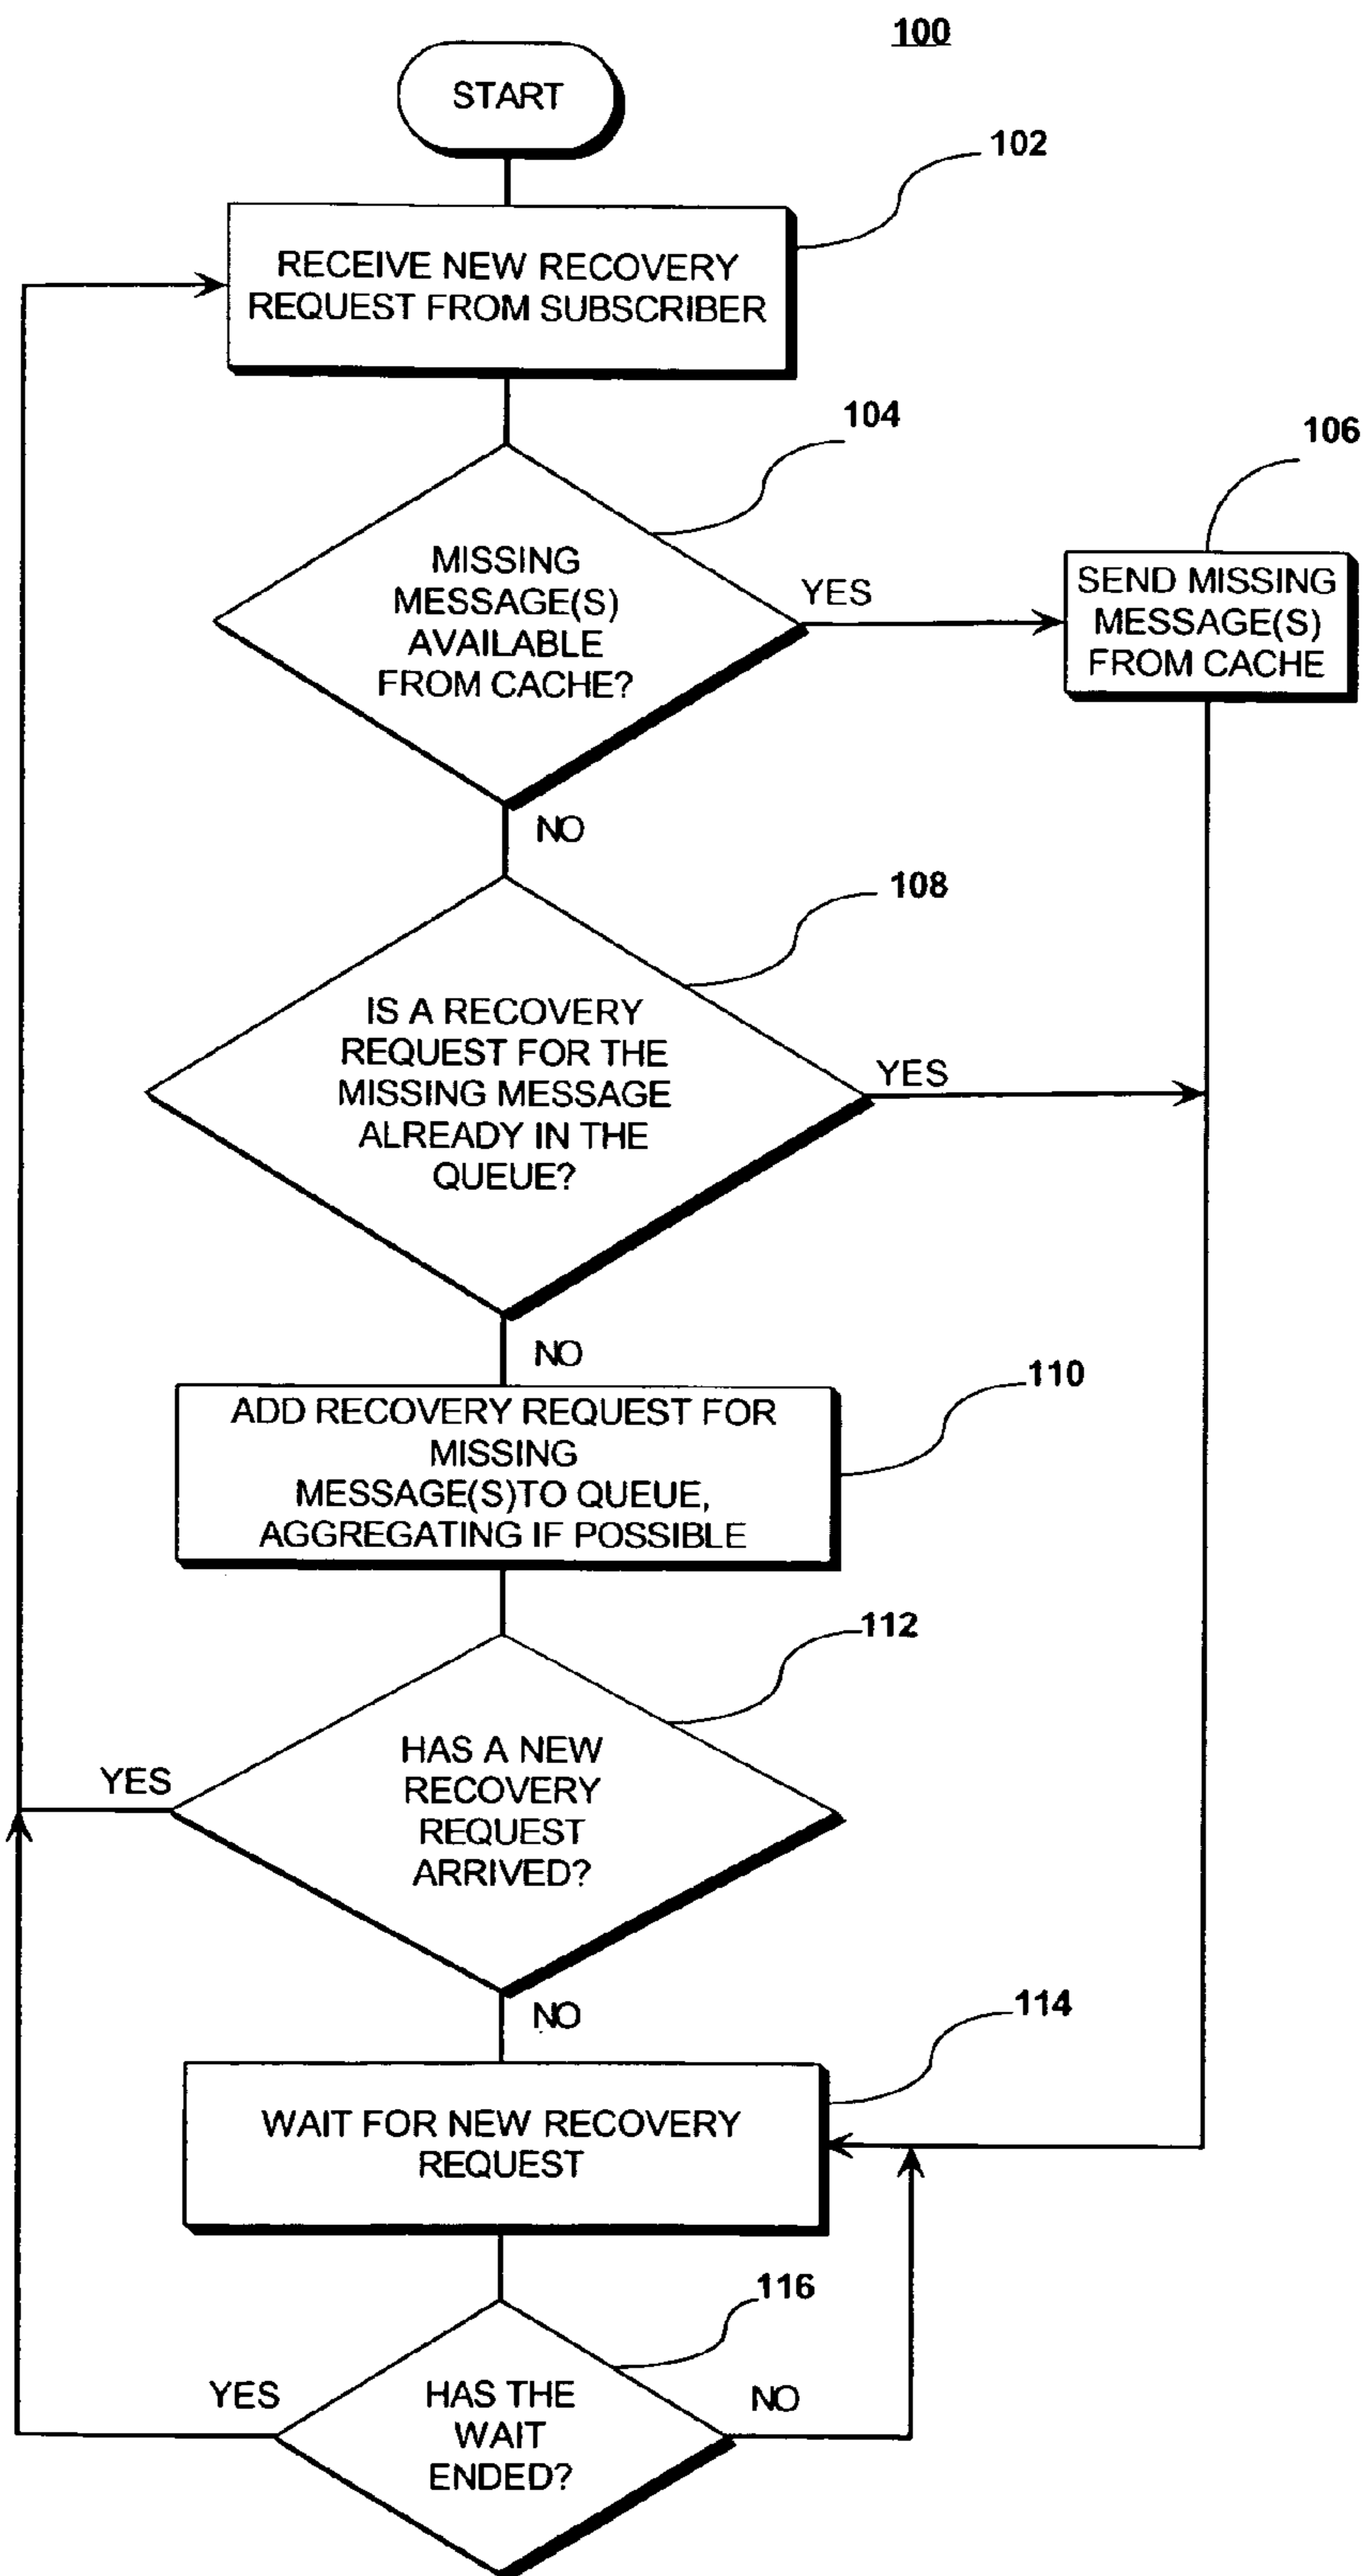 100
START
102
RECEIVE NEW RECOVERY
REQUEST FROM SUBSCRIBER
104
106
MISSING
MESSAGE(S)
AVAILABLE
FROM CACHE?
YES
SEND MISSING
MESSAGE(S)
FROM CACHE
NO
108
IS A RECOVERY
REQUEST FOR THE
MISSING MESSAGE
ALREADY IN THE
QUEUE?
YES
NO
110
ADD RECOVERY REQUEST FOR
MISSING
MESSAGE(S)TO QUEUE,
AGGREGATING IF POSSIBLE
112
HAS A NEW
RECOVERY
REQUEST
ARRIVED?
YES
NO
114
WAIT FOR NEW RECOVERY
REQUEST
116
YES
HAS THE
WAIT
ENDED?
NO